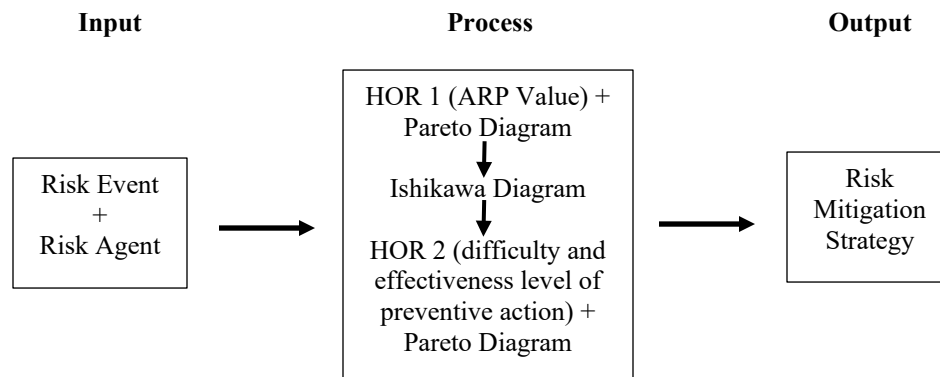 Input
Process
Output
Risk Event
+
Risk Agent
HOR 1 (ARP Value) +
Pareto Diagram
Ishikawa Diagram
HOR 2 (difficulty and
effectiveness level of
preventive action) +
Pareto Diagram
Risk
Mitigation
Strategy